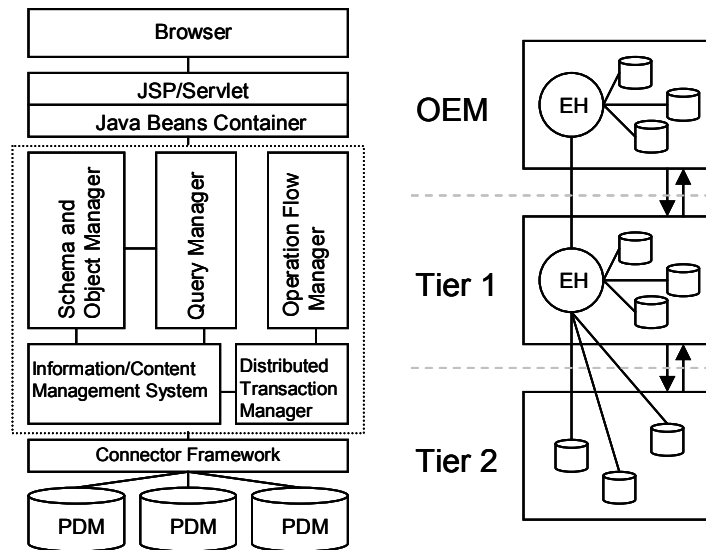 Browser
JSP/Servlet
Java Beans Container
Schema and
Object Manager
Query Manager
Operation Flow
Manager
Information/Content
Management System
Distributed
Transaction
Manager
Connector Framework
PDM
PDM
PDM
OEM
EH
Tier 1
EH
Tier 2